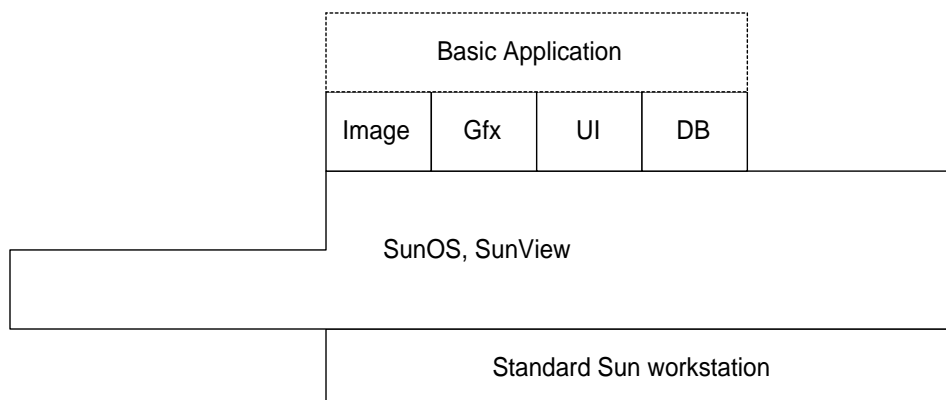 Basic Application
Image Gfx UI DB
SunOS, SunView
Standard Sun workstation